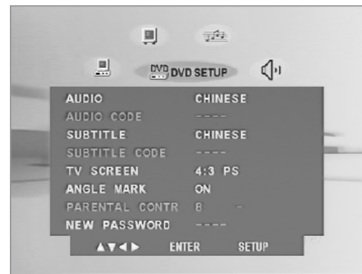 DVD DVD SETUP
AUDIO CHINESE
AUDIO CODE ----
SUBTITLE CHINESE
SUBTITLE CODE ----
TV SCREEN 4:3 PS
ANGLE MARK ON
PARENTAL CONTR 8 -
NEW PASSWORD ----
▲▼◀▶ ENTER SETUP